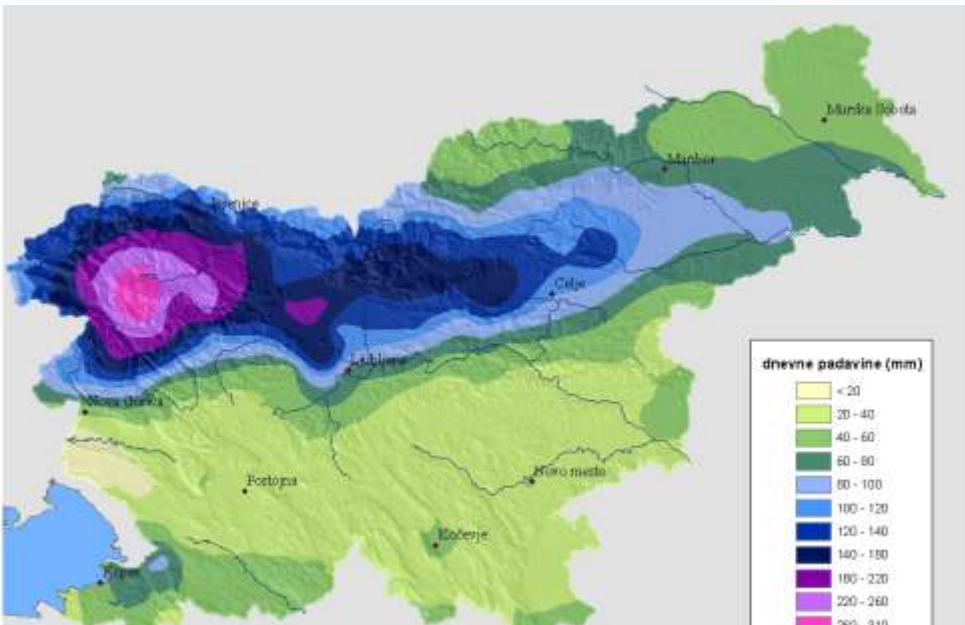 Murska Sobota
Maribor
Jesenice
Celje
Ljubljana
Nova Gorica
Postojna
Novo mesto
Kočevje
Koper
dnevne padavine (mm)
< 20
20 - 40
40 - 60
60 - 80
80 - 100
100 - 120
120 - 140
140 - 180
180 - 220
220 - 260